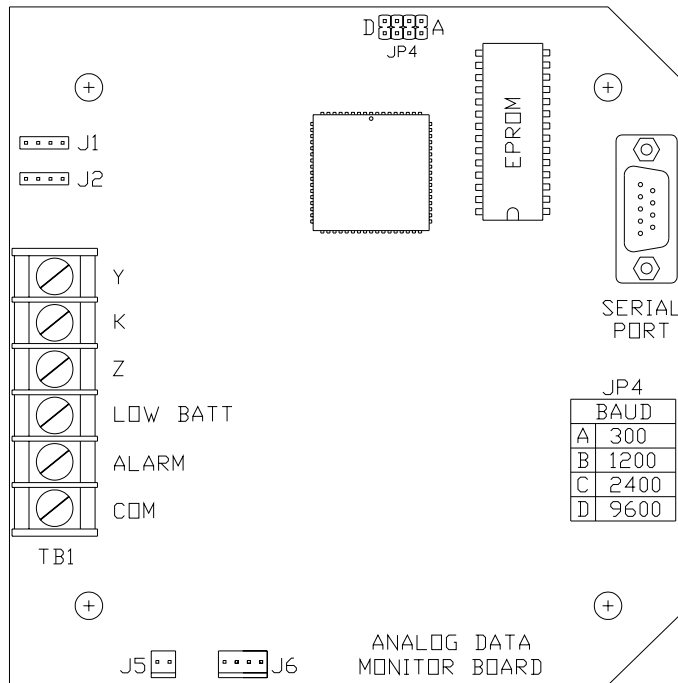 D A
JP4
EPROM
J1
J2
SERIAL
PORT
Y
K
Z
LOW BATT
ALARM
COM
TB1
JP4
BAUD
A 300
B 1200
C 2400
D 9600
J5 J6
ANALOG DATA
MONITOR BOARD